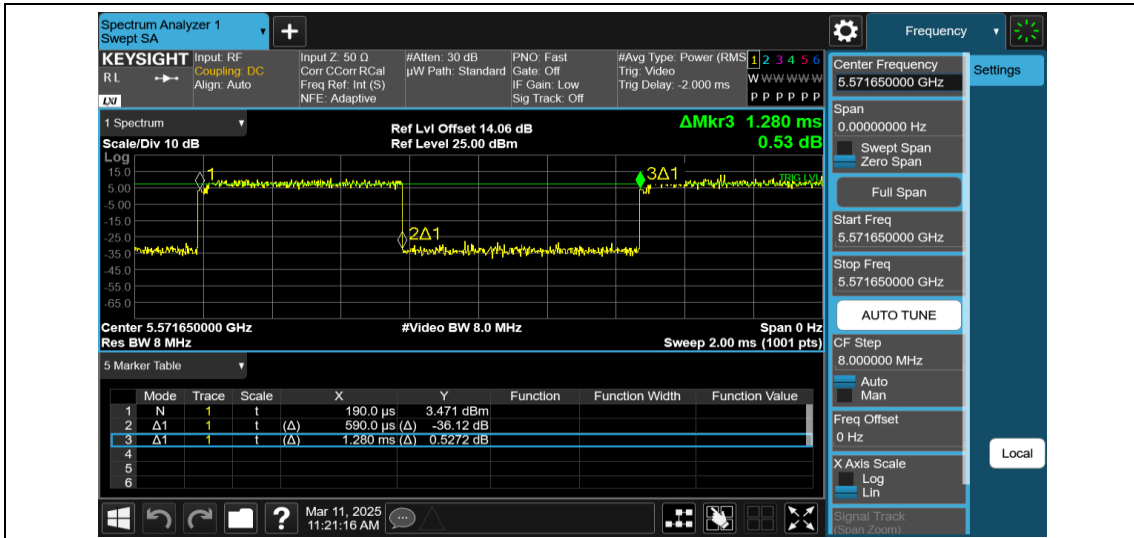 Spectrum Analyzer 1
Swept SA
Frequency
KEYSIGHT
RL
LXI
Input: RF
Coupling: DC
Align: Auto
Input Z: 50 Ω
Corr CCorr RCal
Freq Ref: Int (S)
NFE: Adaptive
#Atten: 30 dB
µW Path: Standard
PNO: Fast
Gate: Off
IF Gain: Low
Sig Track: Off
#Avg Type: Power (RMS
Trig: Video
Trig Delay: -2.000 ms
1 2 3 4 5 6
W W W W W W
P P P P P P
1 Spectrum
Scale/Div 10 dB
Ref Lvl Offset 14.06 dB
Ref Level 25.00 dBm
ΔMkr3 1.280 ms
0.53 dB
Log
15.0
5.00
-5.00
-15.0
-25.0
-35.0
-45.0
-55.0
-65.0
1
2Δ1
3Δ1
TRIG LVL
Center 5.571650000 GHz
#Video BW 8.0 MHz
Span 0 Hz
Res BW 8 MHz
Sweep 2.00 ms (1001 pts)
5 Marker Table
Mode Trace Scale X Y Function Function Width Function Value
1 N 1 t 190.0 µs 3.471 dBm
2 Δ1 1 t (Δ) 590.0 µs (Δ) -36.12 dB
3 Δ1 1 t (Δ) 1.280 ms (Δ) 0.5272 dB
4
5
6
Mar 11, 2025
11:21:16 AM
Center Frequency
5.571650000 GHz
Span
0.00000000 Hz
Swept Span
Zero Span
Full Span
Start Freq
5.571650000 GHz
Stop Freq
5.571650000 GHz
AUTO TUNE
CF Step
8.000000 MHz
Auto
Man
Freq Offset
0 Hz
X Axis Scale
Log
Lin
Signal Track
(Span Zoom)
Settings
Local